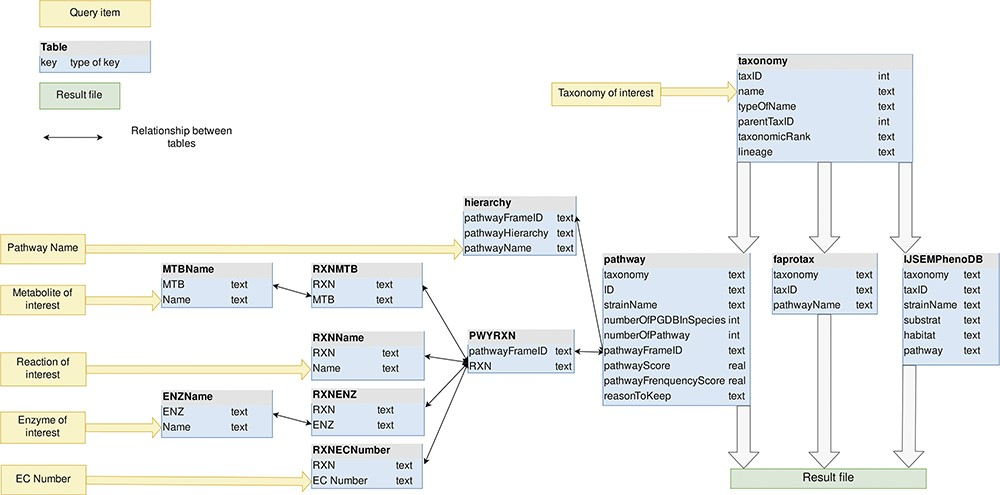 Query item
Table
key type of key
Result file
Relationship between
tables
Taxonomy of interest
taxonomy
taxID int
name text
typeOfName text
parentTaxID int
taxonomicRank text
lineage text
Pathway Name
hierarchy
pathwayFrameID text
pathwayHierarchy text
pathwayName text
Metabolite of
interest
MTBName
MTB text
Name text
RXNMTB
RXN text
MTB text
Reaction of
interest
RXNName
RXN text
Name text
PWYRXN
pathwayFrameID text
RXN text
Enzyme of
interest
ENZName
ENZ text
Name text
RXNENZ
RXN text
ENZ text
EC Number
RXNECNumber
RXN text
EC Number text
pathway
taxonomy text
ID text
strainName text
numberOfPGDBInSpecies int
numberOfPathway int
pathwayFrameID text
pathwayScore real
pathwayFrenquencyScore real
reasonToKeep text
faprotax
taxonomy text
taxID text
pathwayName text
IJSEMPhenoDB
taxonomy text
taxID text
strainName text
substrat text
habitat text
pathway text
Result file